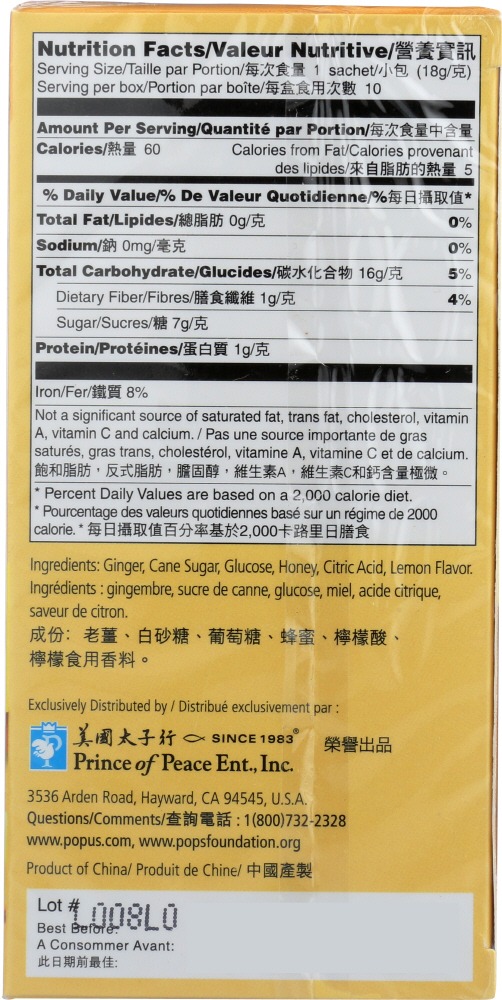 Nutrition Facts/Valeur Nutritive/營養資訊
Serving Size/Taille par Portion/每次食量 1 sachet/小包 (18g/克)
Serving per box/Portion par boîte/每盒食用次數 10
Amount Per Serving/Quantité par Portion/每次食量中含量
Calories/熱量 60 Calories from Fat/Calories provenant
des lipides/來自脂肪的熱量 5
% Daily Value/% De Valeur Quotidienne/%每日攝取值*
Total Fat/Lipides/總脂肪 0g/克 0%
Sodium/鈉 0mg/毫克 0%
Total Carbohydrate/Glucides/碳水化合物 16g/克 5%
Dietary Fiber/Fibres/膳食纖維 1g/克 4%
Sugar/Sucres/糖 7g/克
Protein/Protéines/蛋白質 1g/克
Iron/Fer/鐵質 8%
Not a significant source of saturated fat, trans fat, cholesterol, vitamin
A, vitamin C and calcium. / Pas une source importante de gras
saturés, gras trans, cholestérol, vitamine A, vitamine C et de calcium.
飽和脂肪，反式脂肪，膽固醇，維生素A，維生素C和鈣含量極微。
* Percent Daily Values are based on a 2,000 calorie diet.
* Pourcentage des valeurs quotidiennes basé sur un régime de 2000
calorie. * 每日攝取值百分率基於2,000卡路里日膳食
Ingredients: Ginger, Cane Sugar, Glucose, Honey, Citric Acid, Lemon Flavor.
Ingrédients : gingembre, sucre de canne, glucose, miel, acide citrique,
saveur de citron.
成份: 老薑、白砂糖、葡萄糖、蜂蜜、檸檬酸、
檸檬食用香料。
Exclusively Distributed by / Distribué exclusivement par :
美國太子行 SINCE 1983® 榮譽出品
Prince of Peace Ent., Inc.
3536 Arden Road, Hayward, CA 94545, U.S.A.
Questions/Comments/查詢電話 : 1(800)732-2328
www.popus.com, www.popsfoundation.org
Product of China/ Produit de Chine/ 中國產製
Lot # L008L0
Best Before:
A Consommer Avant:
此日期前最佳: